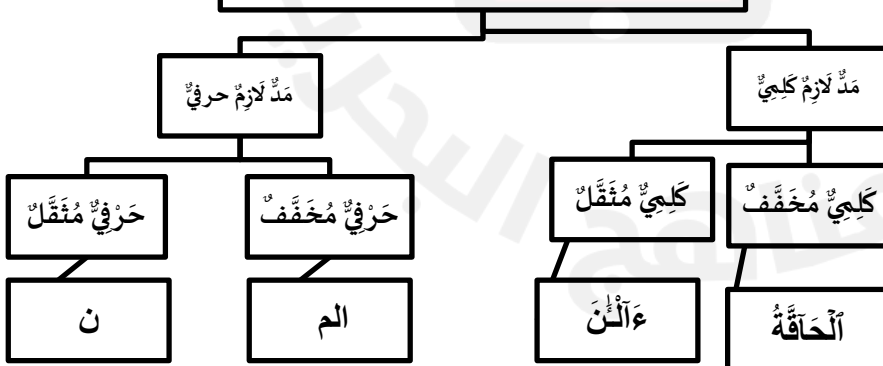 مَدٌّ لَازِمٌ كَلِمِيٌّ
مَدٌّ لَازِمٌ حرفيٌّ
كَلِمِيٌّ مُخَفَّفٌ
كَلِمِيٌّ مُثَقَّلٌ
حَرْفِيٌّ مُخَفَّفٌ
حَرْفِيٌّ مُثَقَّلٌ
ٱلْحَآقَّةُ
ءَآلْـَٰٔنَ
الم
ن